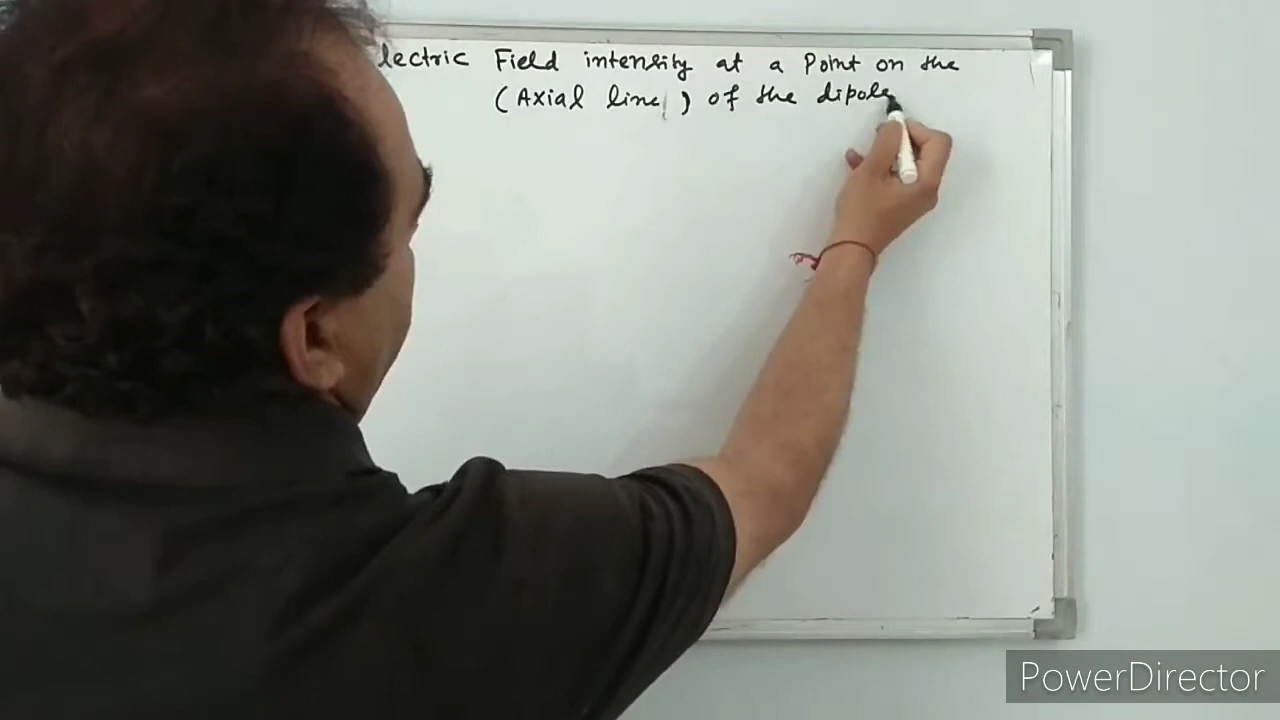 lectric Field intensity at a Point on the
(Axial line) of the dipole
PowerDirector